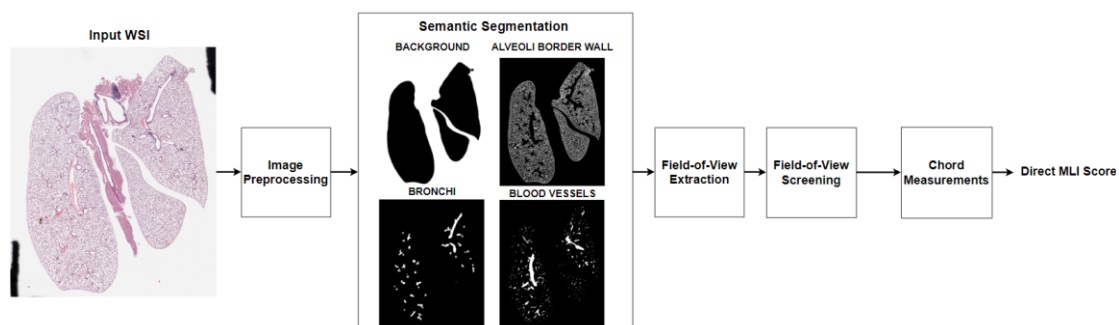 Input WSI
Image
Preprocessing
Semantic Segmentation
BACKGROUND
ALVEOLI BORDER WALL
BRONCHI
BLOOD VESSELS
Field-of-View
Extraction
Field-of-View
Screening
Chord
Measurements
Direct MLI Score